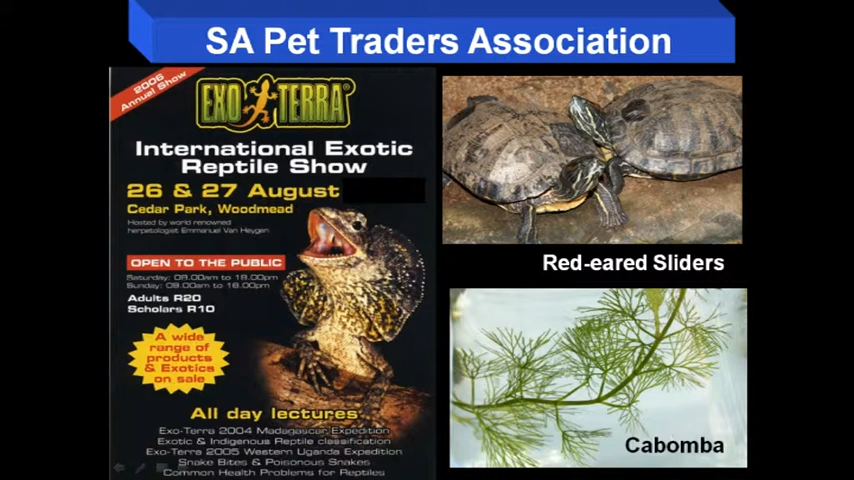 SA Pet Traders Association
2006
Annual Show
EXO TERRA
International Exotic
Reptile Show
26 & 27 August
Cedar Park, Woodmead
Hosted by world renowned
herpetologist Emmanuel Van Heygen
OPEN TO THE PUBLIC
Saturday: 09.00am to 18.00pm
Sunday: 09.00am to 16.00pm
Adults R20
Scholars R10
A wide
range of
products
& Exotics
on sale
All day lectures
Exo-Terra 2004 Madagascar Expedition
Exotic & Indigenous Reptile classification
Exo-Terra 2005 Western Uganda Expedition
Snake Bites & Poisonous Snakes
Common Health Problems for Reptiles
Red-eared Sliders
Cabomba